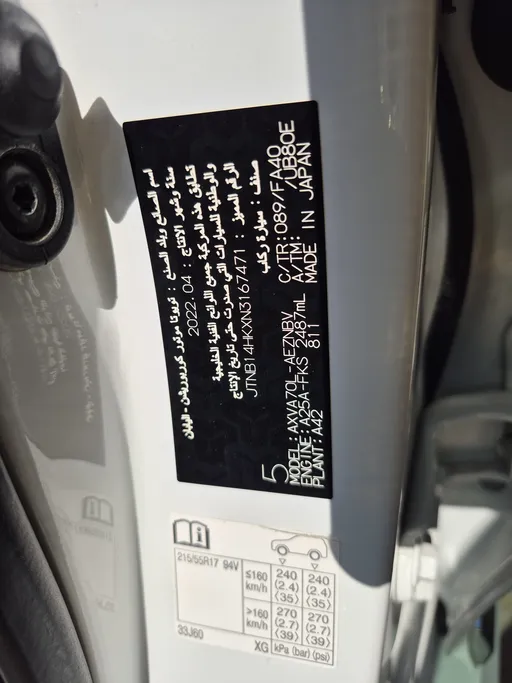 اسم الصانع وبلد الصنع : تويوتا موتور كوربوريشن - اليابان
سنة وشهر الانتاج : 2022.04
تطابق هذه المركبة جميع اللوائح الفنية الخليجية
والوطنية للسيارات التي صدرت حتى تاريخ الانتاج
الرقم المميز : JTNB14HKXN3167471
صنف : سيارة ركاب
5
MODEL:AXVA70L-AEZNBV
ENGINE:A25A-FKS 2487mL
PLANT:A42 811
C/TR:089/FA40
A/TM /UB80E
MADE IN JAPAN
215/55R17 94V
≤160 km/h 240 (2.4) ⟨35⟩ 240 (2.4) ⟨35⟩
>160 km/h 270 (2.7) ⟨39⟩ 270 (2.7) ⟨39⟩
33J60 XG kPa (bar) ⟨psi⟩